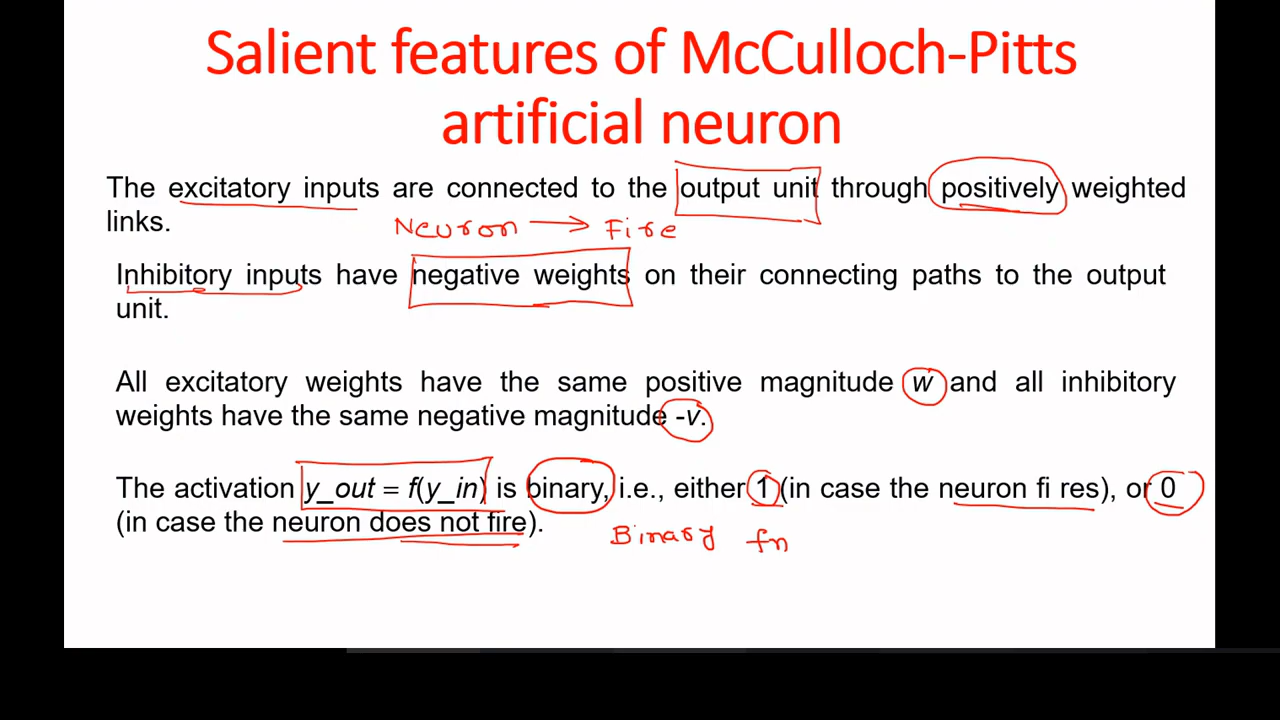 Salient features of McCulloch-Pitts
artificial neuron
The excitatory inputs are connected to the output unit through positively weighted
links.
Neuron → Fire
Inhibitory inputs have negative weights on their connecting paths to the output
unit.
All excitatory weights have the same positive magnitude w and all inhibitory
weights have the same negative magnitude -v.
The activation y_out = f(y_in) is binary, i.e., either 1 (in case the neuron fi res), or 0
(in case the neuron does not fire).
Binary fn